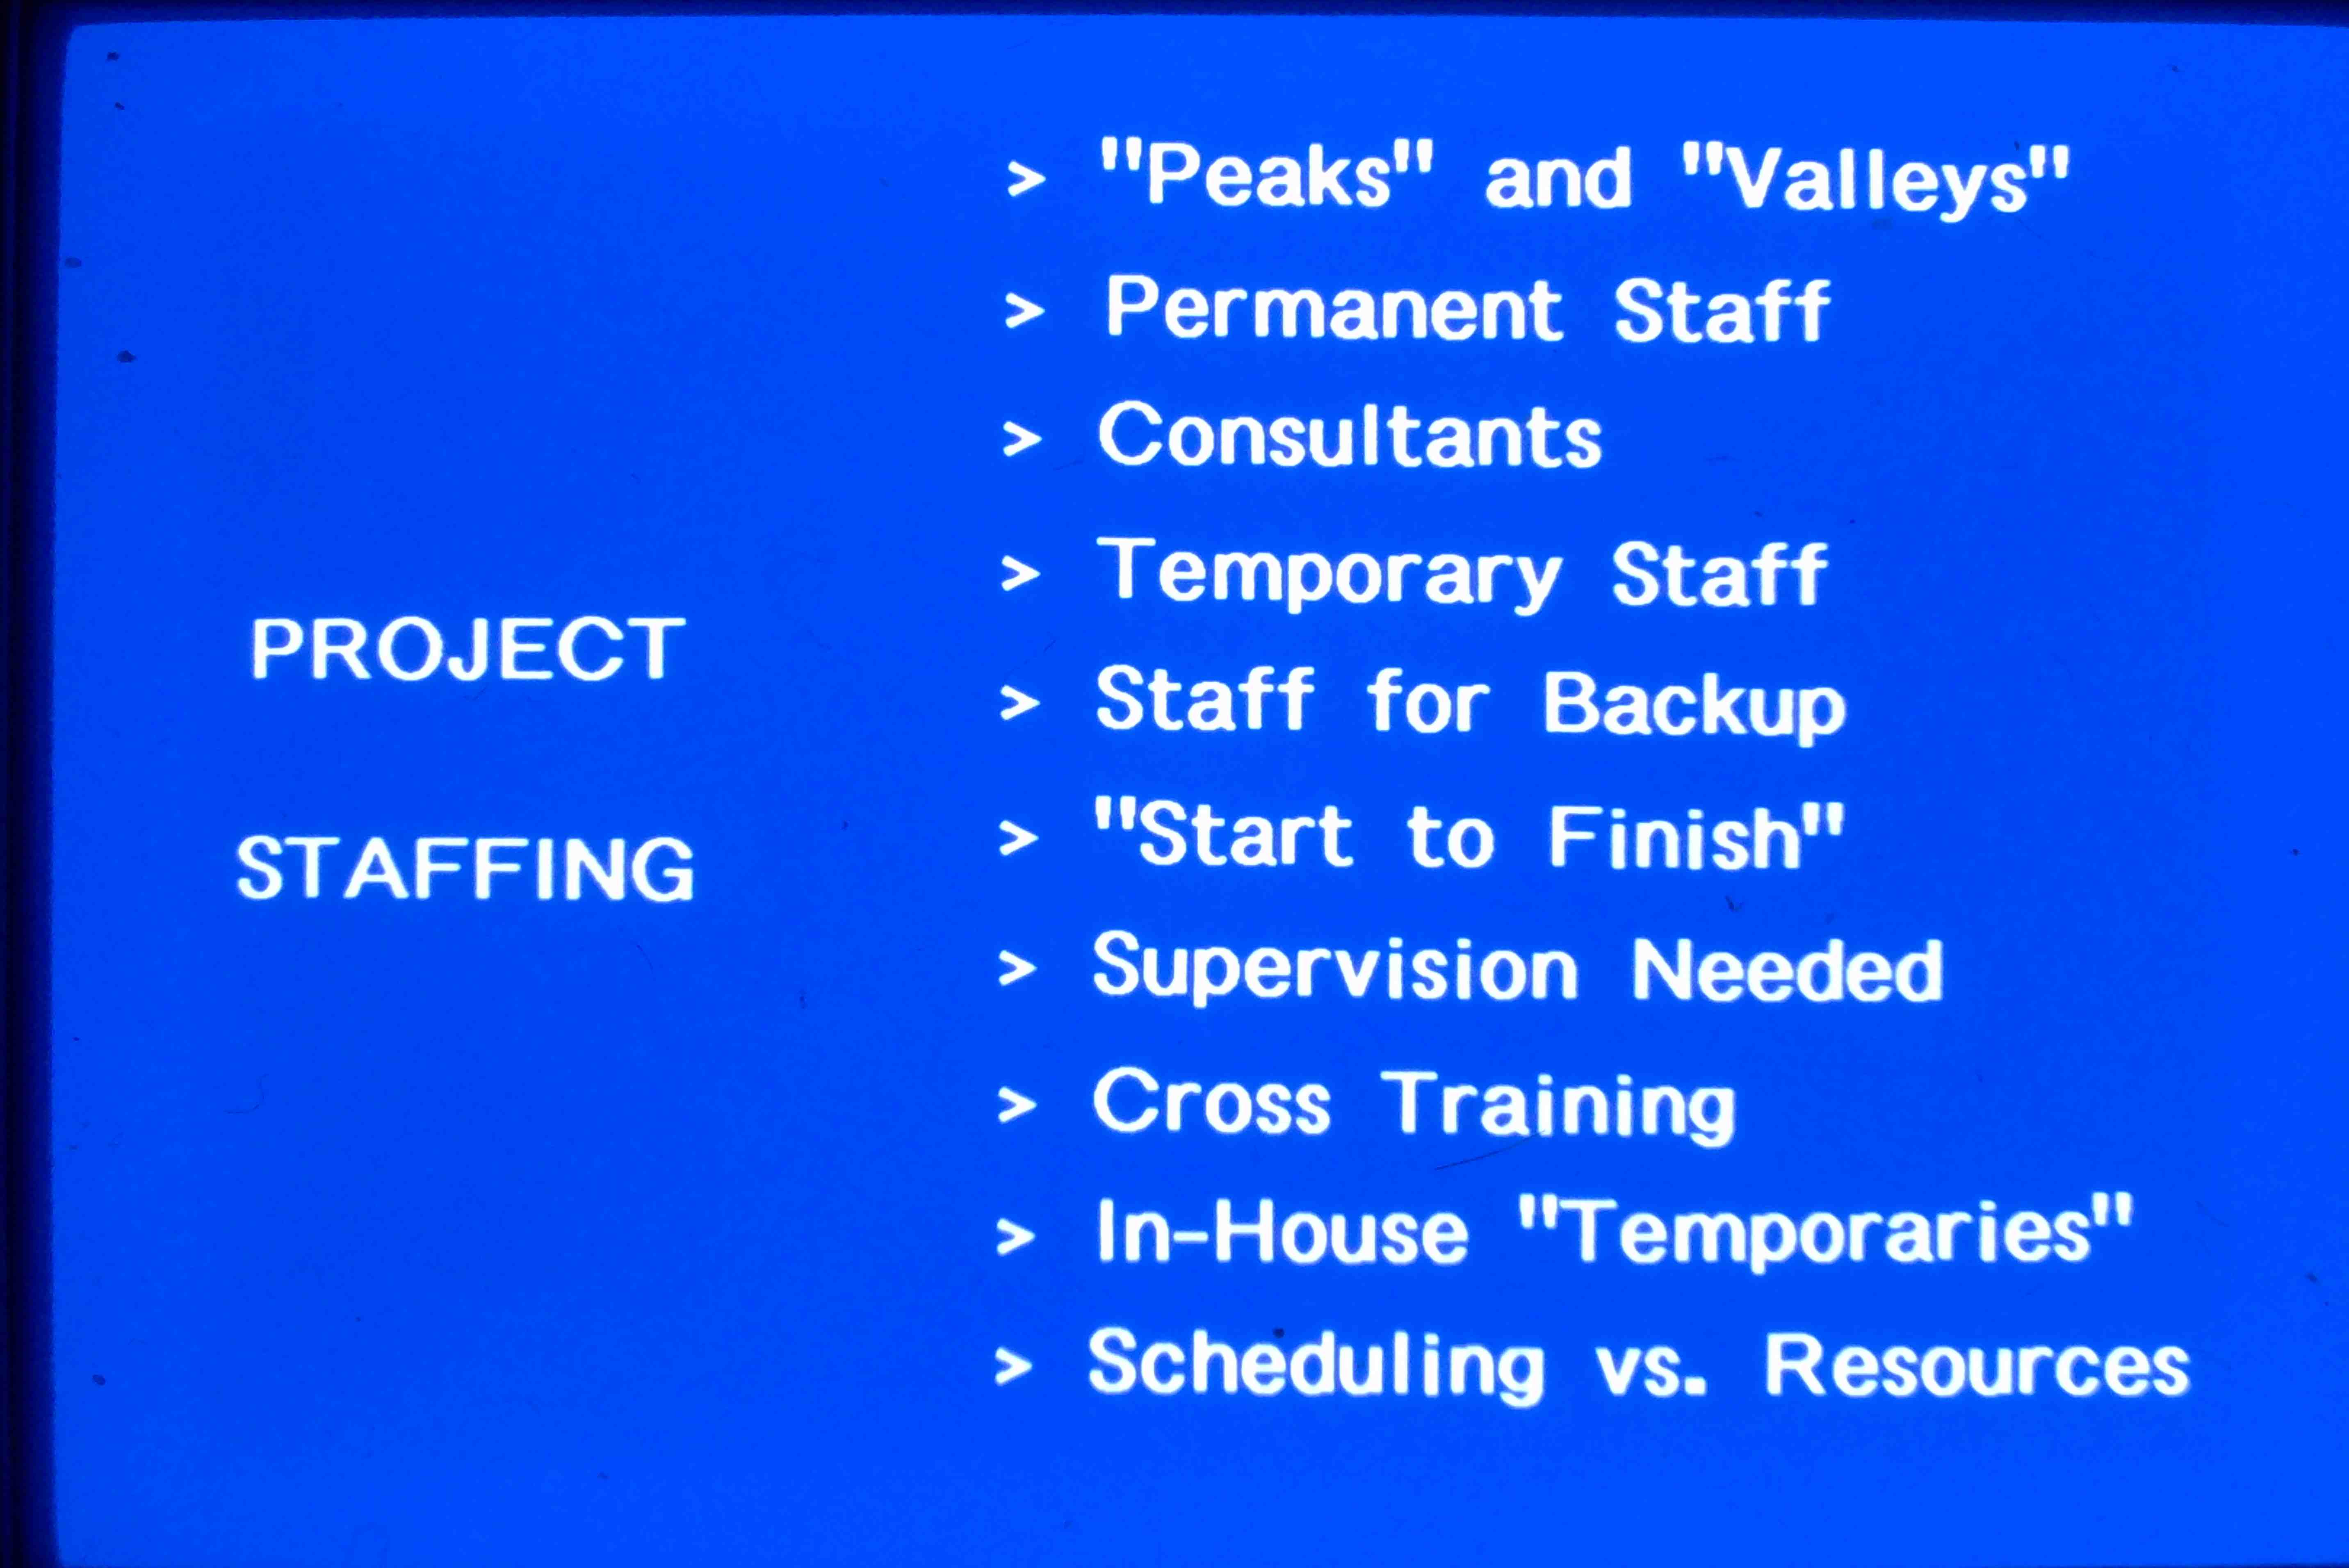 PROJECT
STAFFING
> "Peaks" and "Valleys"
> Permanent Staff
> Consultants
> Temporary Staff
> Staff for Backup
> "Start to Finish"
> Supervision Needed
> Cross Training
> In-House "Temporaries"
> Scheduling vs. Resources